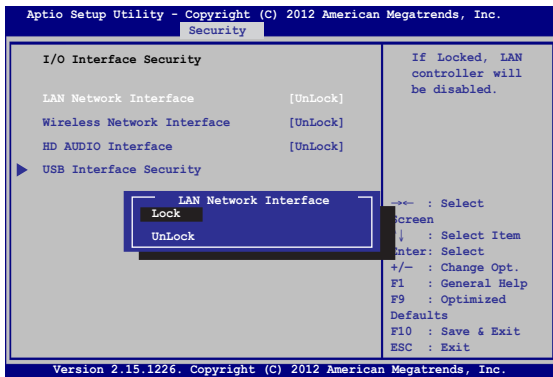 Aptio Setup Utility - Copyright (C) 2012 American Megatrends, Inc.
Security
I/O Interface Security
LAN Network Interface [UnLock]
Wireless Network Interface [UnLock]
HD AUDIO Interface [UnLock]
USB Interface Security
If Locked, LAN
controller will
be disabled.
LAN Network Interface
Lock
UnLock
→← : Select
Screen
↑↓ : Select Item
Enter: Select
+/— : Change Opt.
F1 : General Help
F9 : Optimized
Defaults
F10 : Save & Exit
ESC : Exit
Version 2.15.1226. Copyright (C) 2012 American Megatrends, Inc.